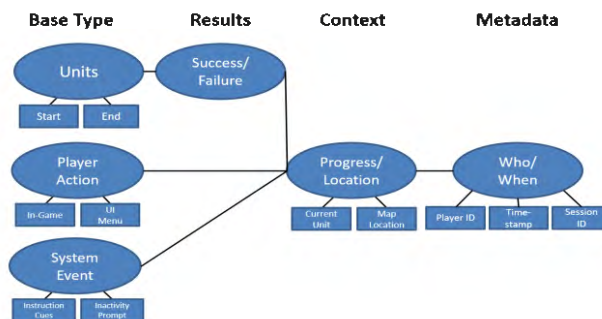 Base Type Results Context Metadata
Units
Success/
Failure
Start End
Player
Action
Progress/
Location
Who/
When
In-Game
UI
Menu
Current
Unit
Map
Location
Player ID
Time-
stamp
Session
ID
System
Event
Instruction
Cues
Inactivity
Prompt